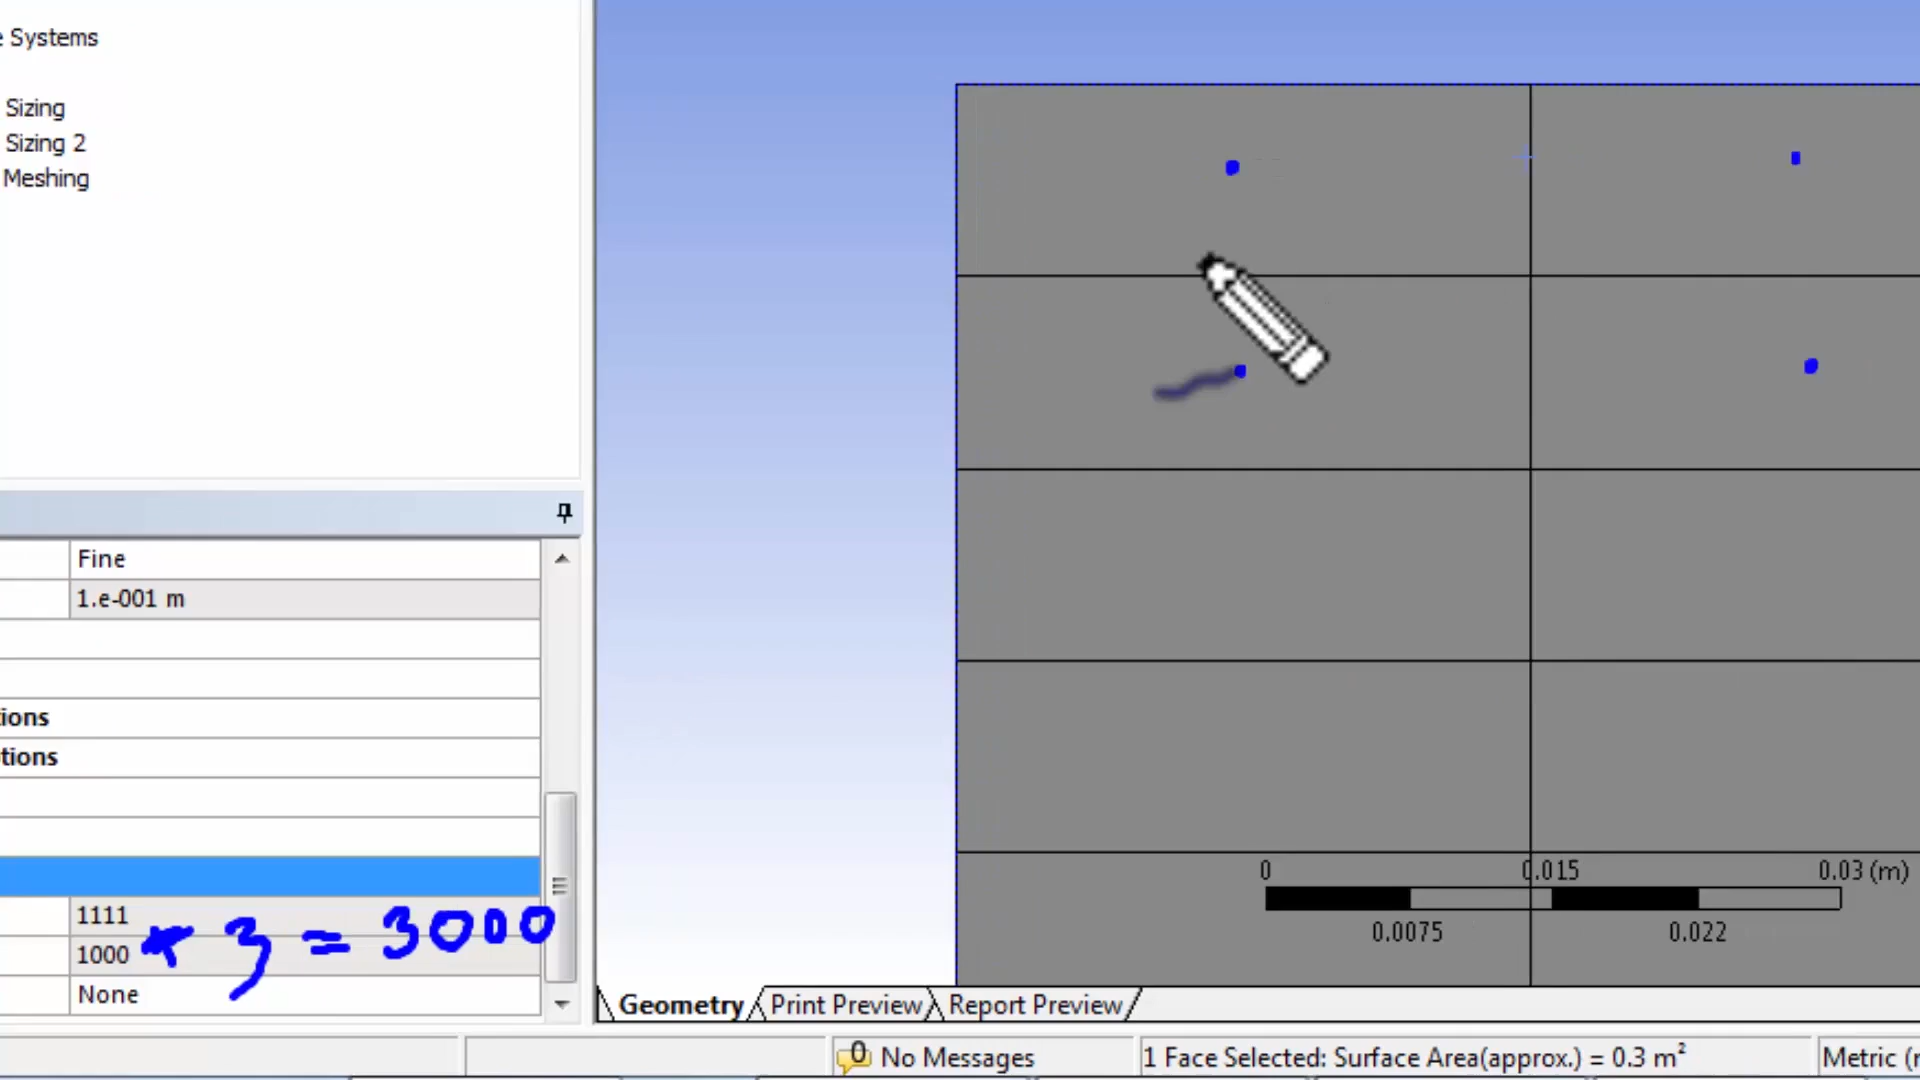 Systems
Sizing
Sizing 2
Meshing
Fine
1.e-001 m
ions
tions
1111
1000 * 3 = 3000
None
0 0.015 0.03 (m)
0.0075 0.022
Geometry Print Preview Report Preview
0 No Messages 1 Face Selected: Surface Area(approx.) = 0.3 m² Metric (